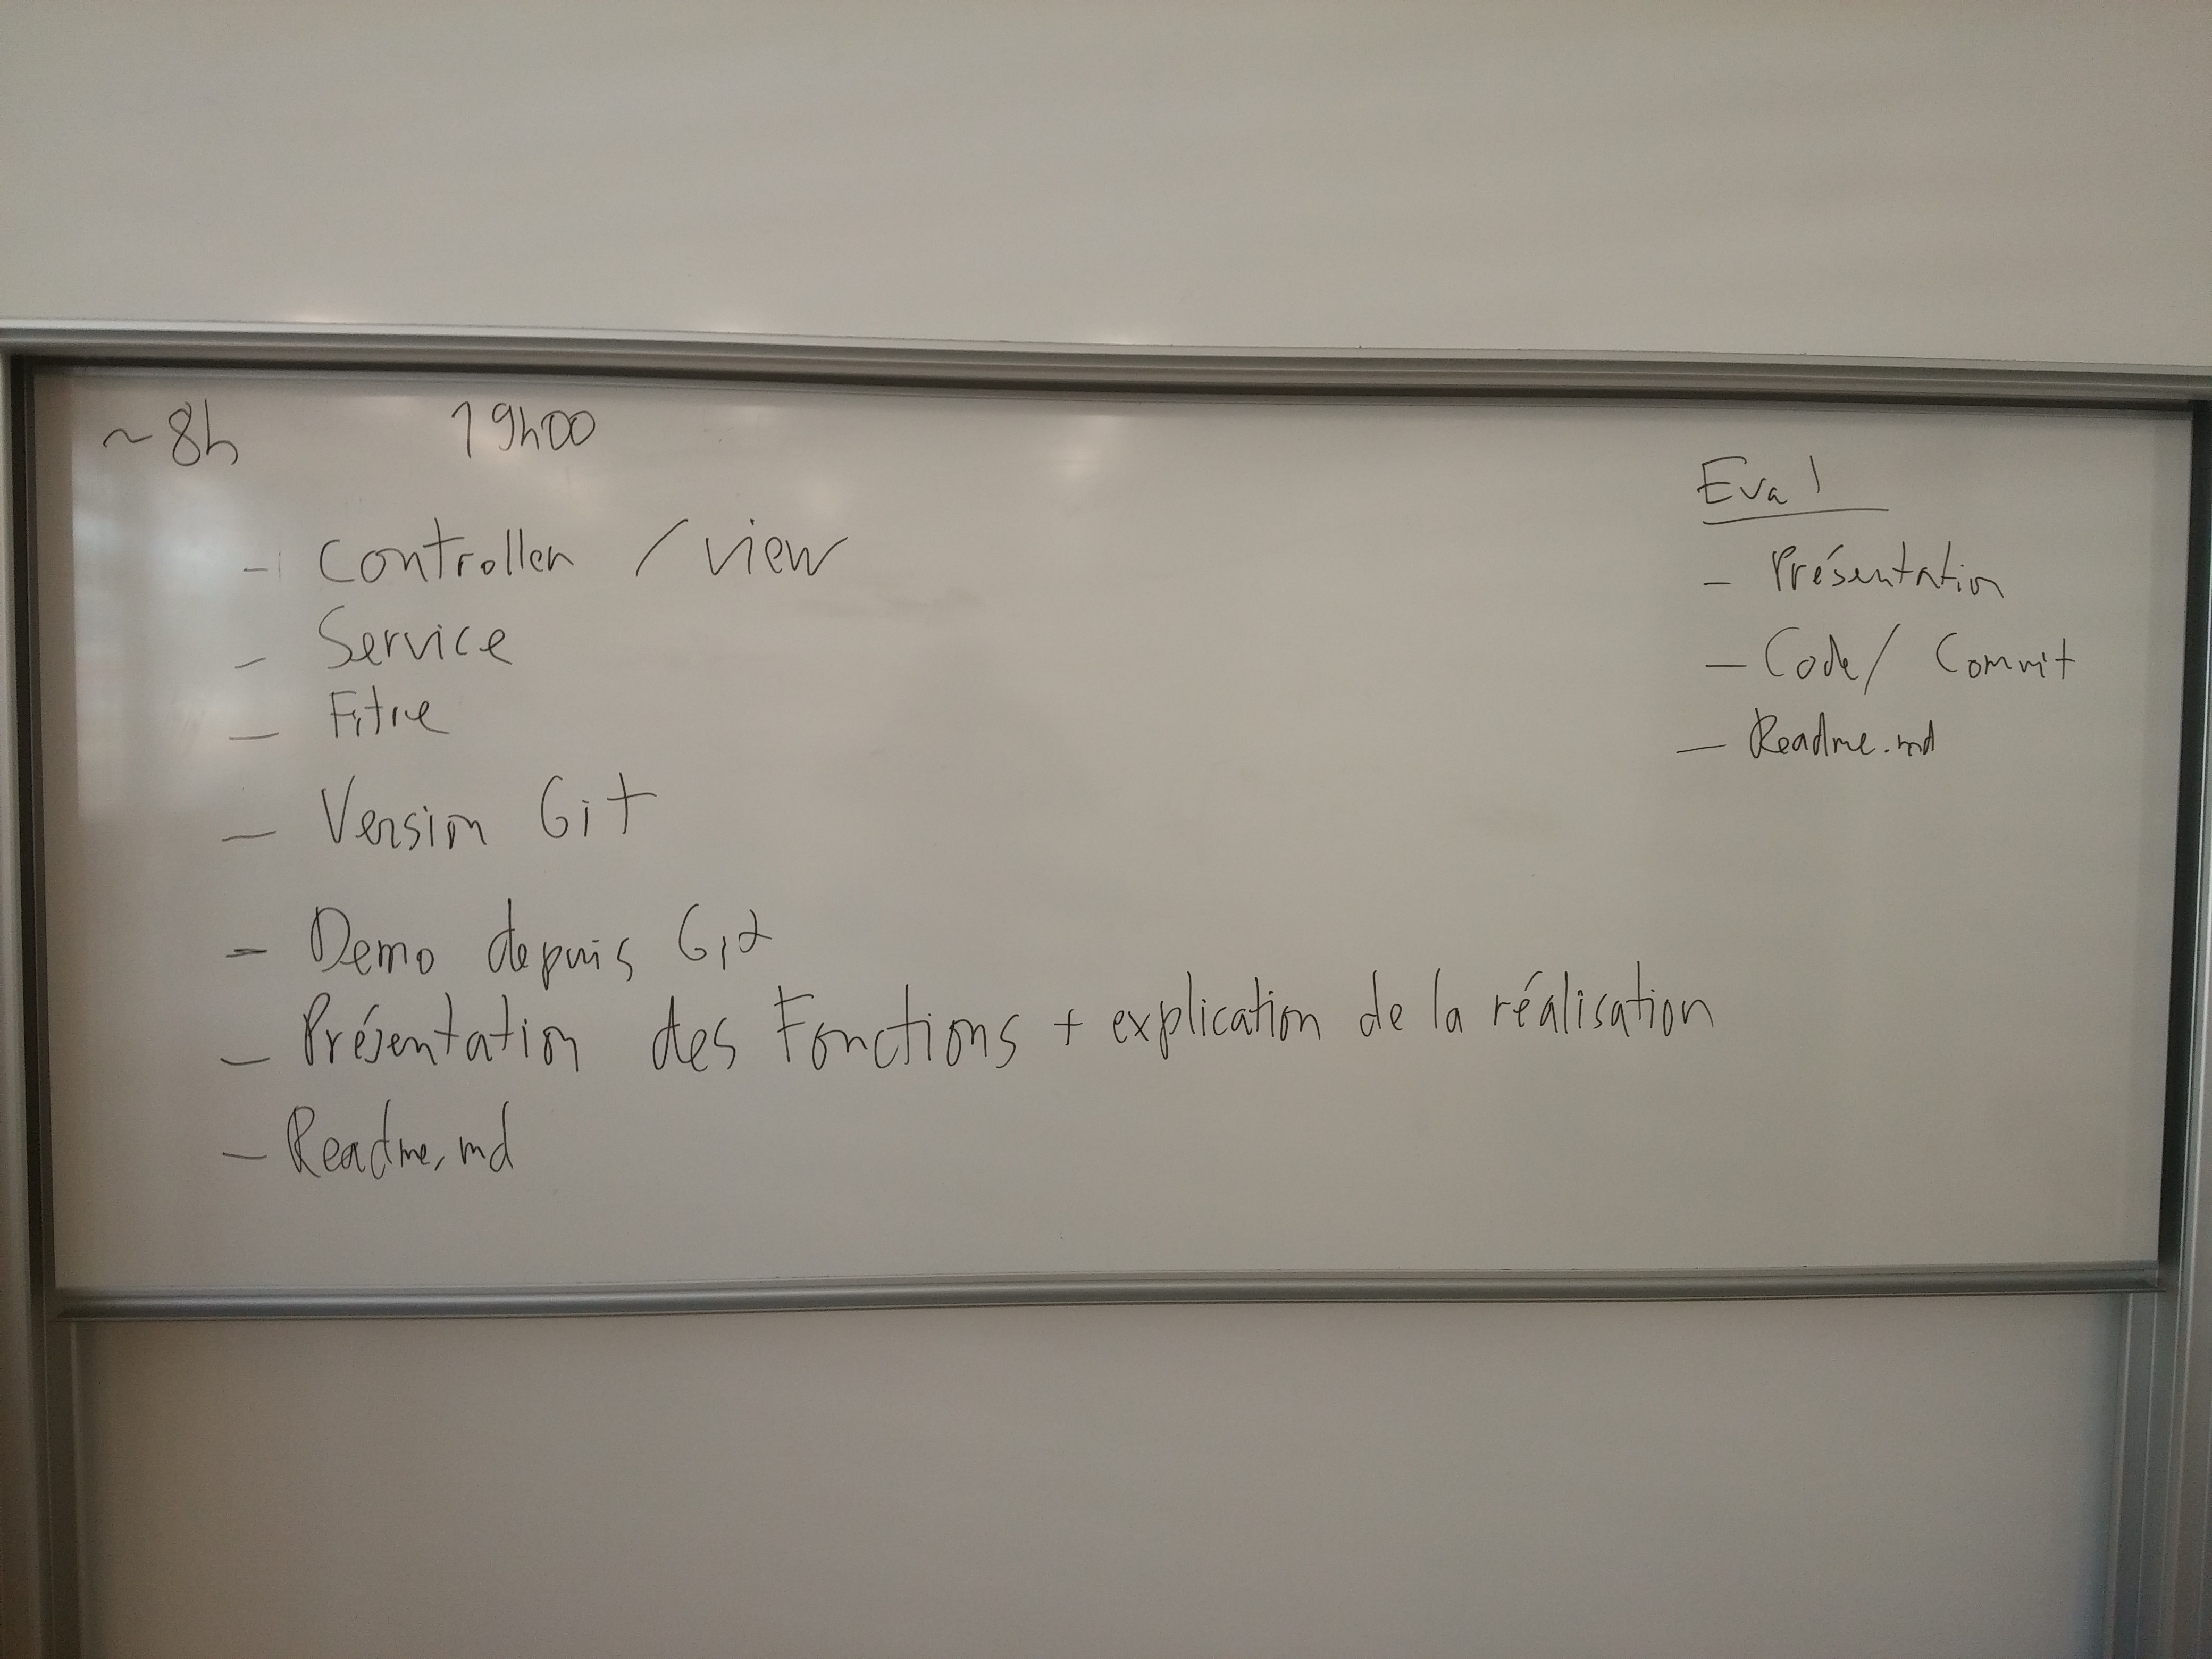 ~8h 19h00
- Controller / view
- Service
- Fitre
- Version Git
- Demo depuis Git
- Présentation des Fonctions + explication de la réalisation
- Readme.md
Eval
- Présentation
- Code / Commit
- Readme.md